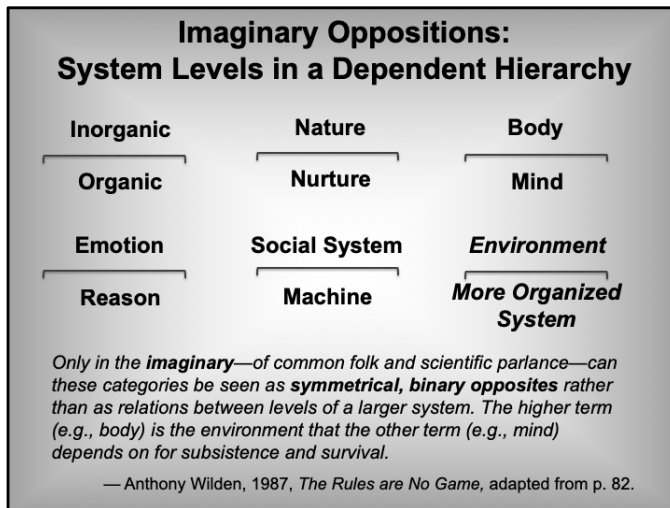 Imaginary Oppositions:
System Levels in a Dependent Hierarchy
Inorganic
Organic
Nature
Nurture
Body
Mind
Emotion
Reason
Social System
Machine
Environment
More Organized
System
Only in the imaginary—of common folk and scientific parlance—can
these categories be seen as symmetrical, binary opposites rather
than as relations between levels of a larger system. The higher term
(e.g., body) is the environment that the other term (e.g., mind)
depends on for subsistence and survival.
— Anthony Wilden, 1987, The Rules are No Game, adapted from p. 82.